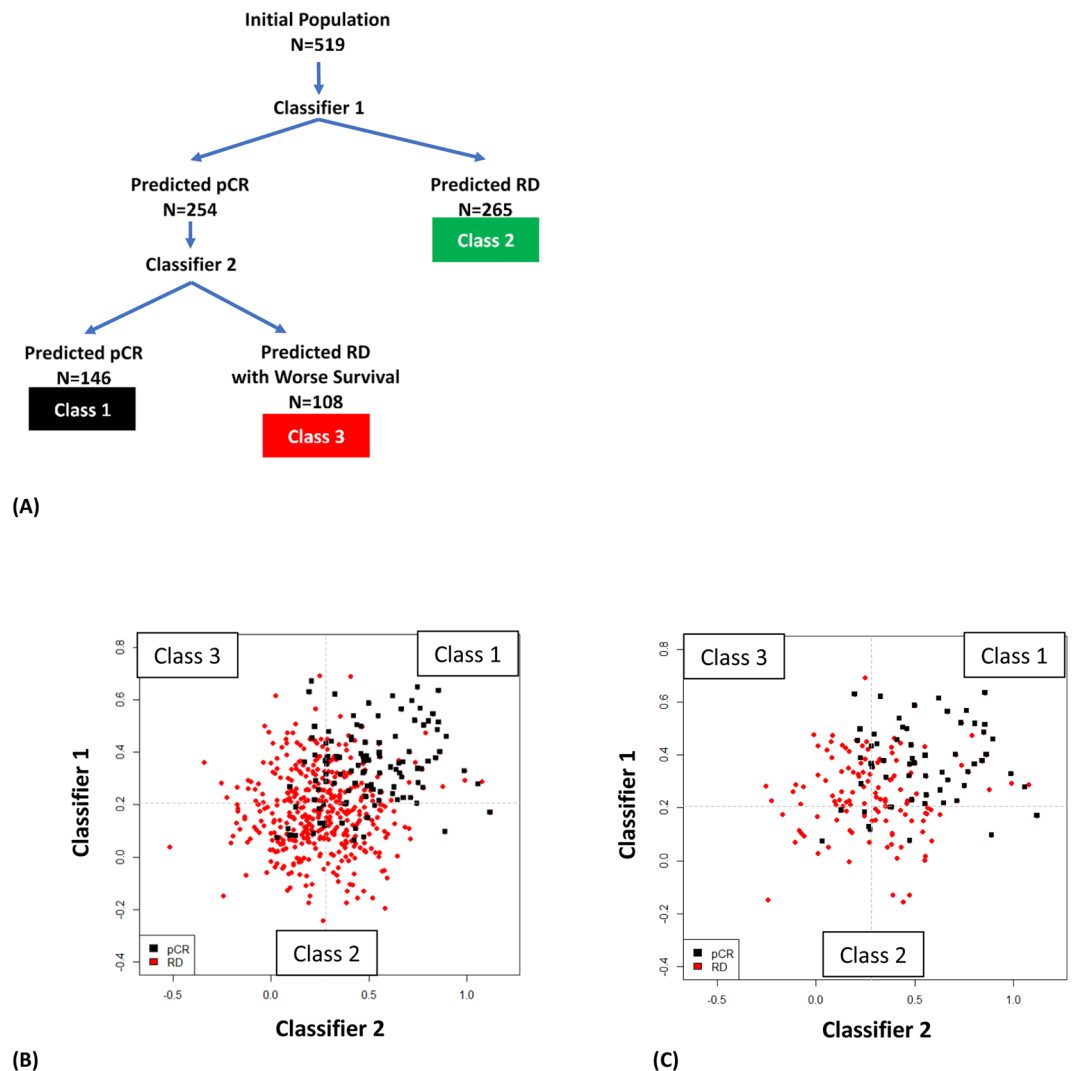 Initial Population
N=519
Classifier 1
Predicted pCR
N=254
Predicted RD
N=265
Class 2
Classifier 2
Predicted pCR
N=146
Class 1
Predicted RD
with Worse Survival
N=108
Class 3
(A)
Class 3
Class 1
Class 2
0.8
0.6
0.4
0.2
0.0
-0.2
-0.4
Classifier 1
pCR
RD
-0.5
0.0
0.5
1.0
Classifier 2
(B)
Class 3
Class 1
Class 2
0.8
0.6
0.4
0.2
0.0
-0.2
-0.4
Classifier 1
pCR
RD
-0.5
0.0
0.5
1.0
Classifier 2
(C)